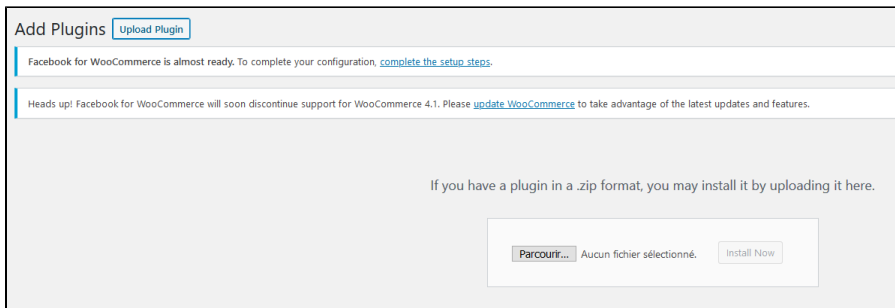 Add Plugins Upload Plugin
Facebook for WooCommerce is almost ready. To complete your configuration, complete the setup steps.
Heads up! Facebook for WooCommerce will soon discontinue support for WooCommerce 4.1. Please update WooCommerce to take advantage of the latest updates and features.
If you have a plugin in a .zip format, you may install it by uploading it here.
Parcourir... Aucun fichier sélectionné. Install Now